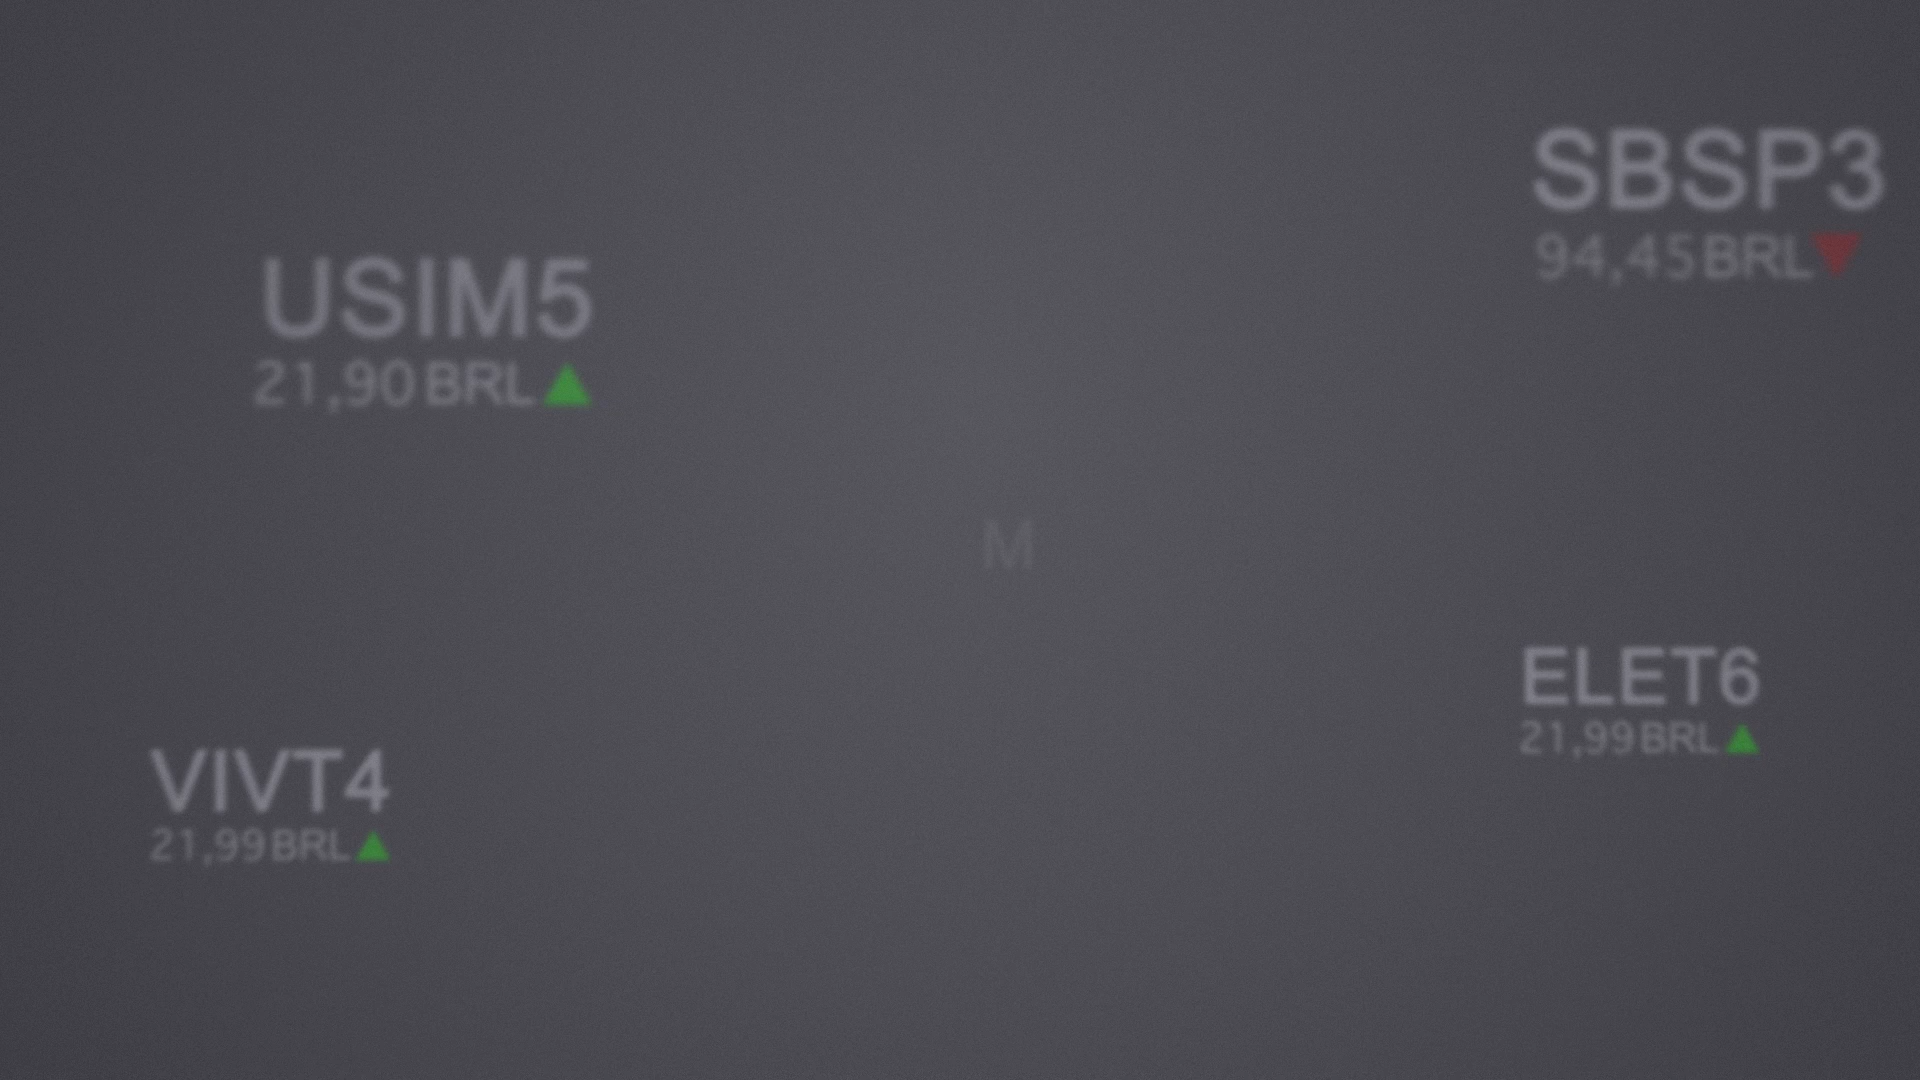 SBSP3
94,45 BRL
USIM5
21,90 BRL
M
ELET6
21,99 BRL
VIVT4
21,99 BRL